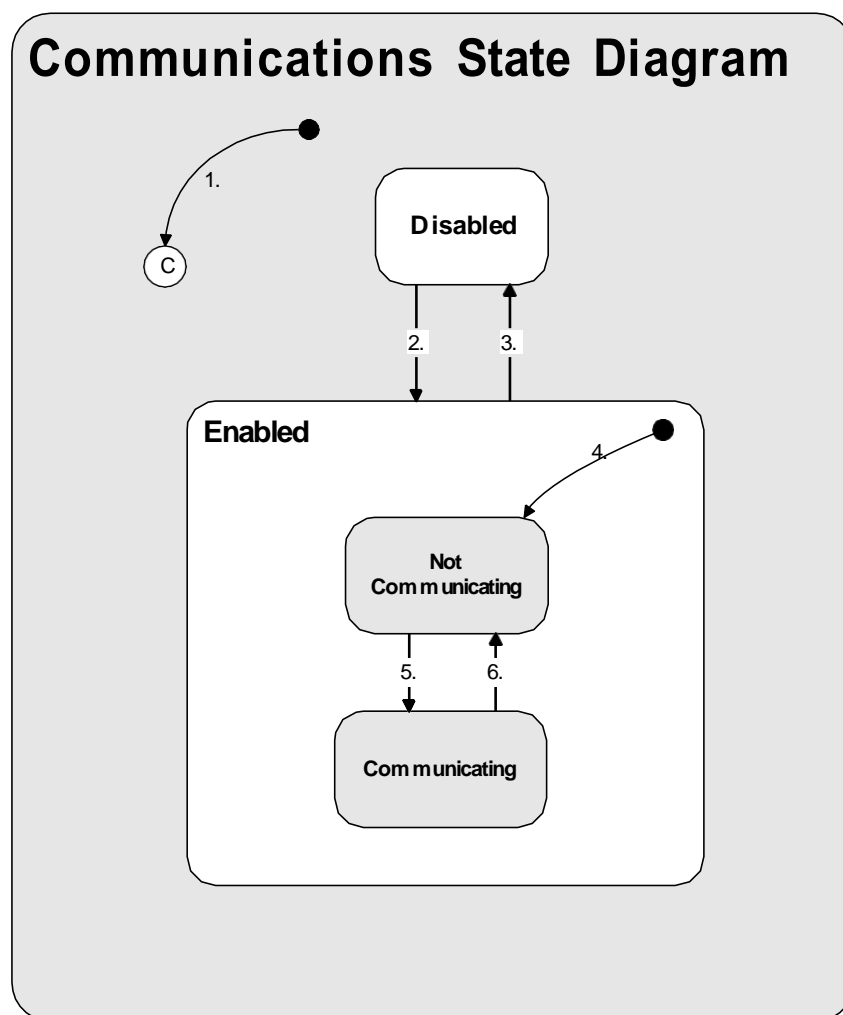 Communications State Diagram
1.
C
Disabled
2.
3.
Enabled
4.
Not
Communicating
5.
6.
Communicating